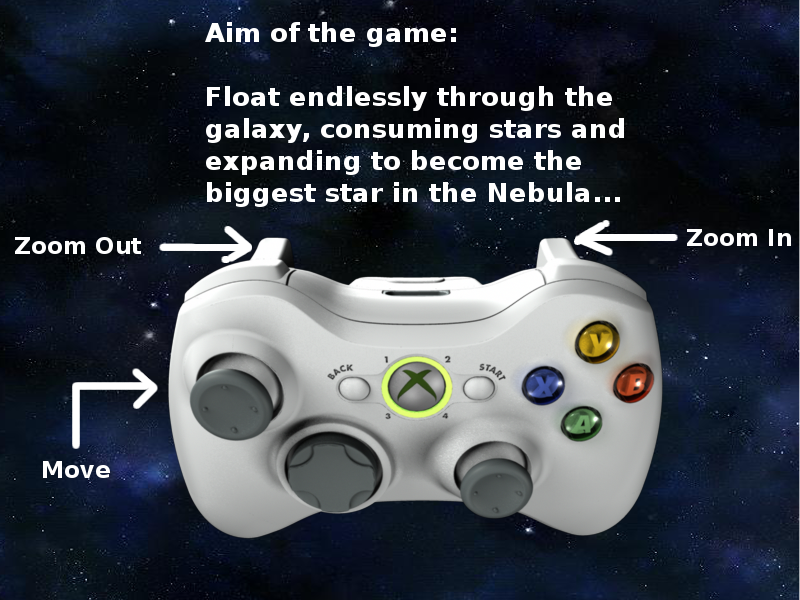 Aim of the game:
Float endlessly through the
galaxy, consuming stars and
expanding to become the
biggest star in the Nebula...
Zoom Out
Zoom In
Y
1 2
BACK
START
X
B
3 4
A
Move